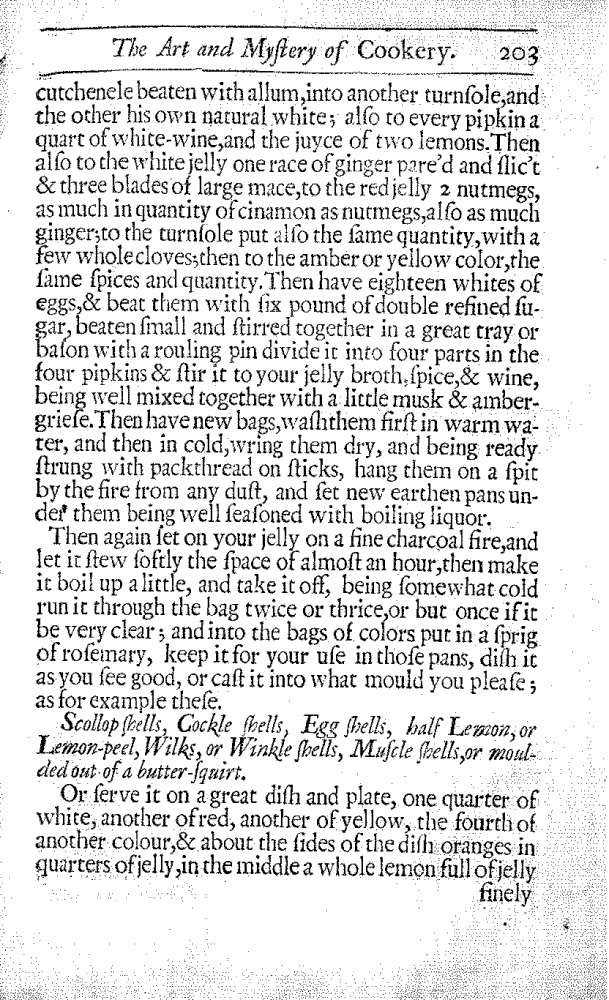 The Art and Myſtery of Cookery. 203
cutchenele beaten with allum,into another turnſole,and
the other his own natural white; alſo to every pipkin a
quart of white-wine,and the juyce of two lemons.Then
alſo to the white jelly one race of ginger pare'd and ſlic't
& three blades of large mace,to the red jelly 2 nutmegs,
as much in quantity of cinamon as nutmegs,alſo as much
ginger;to the turnſole put alſo the ſame quantity,with a
few whole cloves;then to the amber or yellow color,the
ſame ſpices and quantity.Then have eighteen whites of
eggs,& beat them with ſix pound of double refined ſu-
gar, beaten ſmall and ſtirred together in a great tray or
baſon with a rouling pin divide it into four parts in the
four pipkins & ſtir it to your jelly broth,ſpice,& wine,
being well mixed together with a little musk & amber-
grieſe.Then have new bags,waſh them firſt in warm wa-
ter, and then in cold,wring them dry, and being ready
ſtrung with packthread on ſticks, hang them on a ſpit
by the fire from any duſt, and ſet new earthen pans un-
der them being well ſeaſoned with boiling liquor.
Then again ſet on your jelly on a fine charcoal fire,and
let it ſtew ſoftly the ſpace of almoſt an hour,then make
it boil up a little, and take it off, being ſomewhat cold
run it through the bag twice or thrice,or but once if it
be very clear; and into the bags of colors put in a ſprig
of roſemary, keep it for your uſe in thoſe pans, diſh it
as you ſee good, or caſt it into what mould you pleaſe;
as for example theſe.
Scollop ſhells, Cockle ſhells, Egg ſhells, half Lemon, or
Lemon-peel, Wilks, or Winkle ſhells, Muſcle ſhells,or moul-
ded out of a butter-ſquirt.
Or ſerve it on a great diſh and plate, one quarter of
white, another of red, another of yellow, the fourth of
another colour,& about the ſides of the diſh oranges in
quarters of jelly,in the middle a whole lemon full of jelly
finely